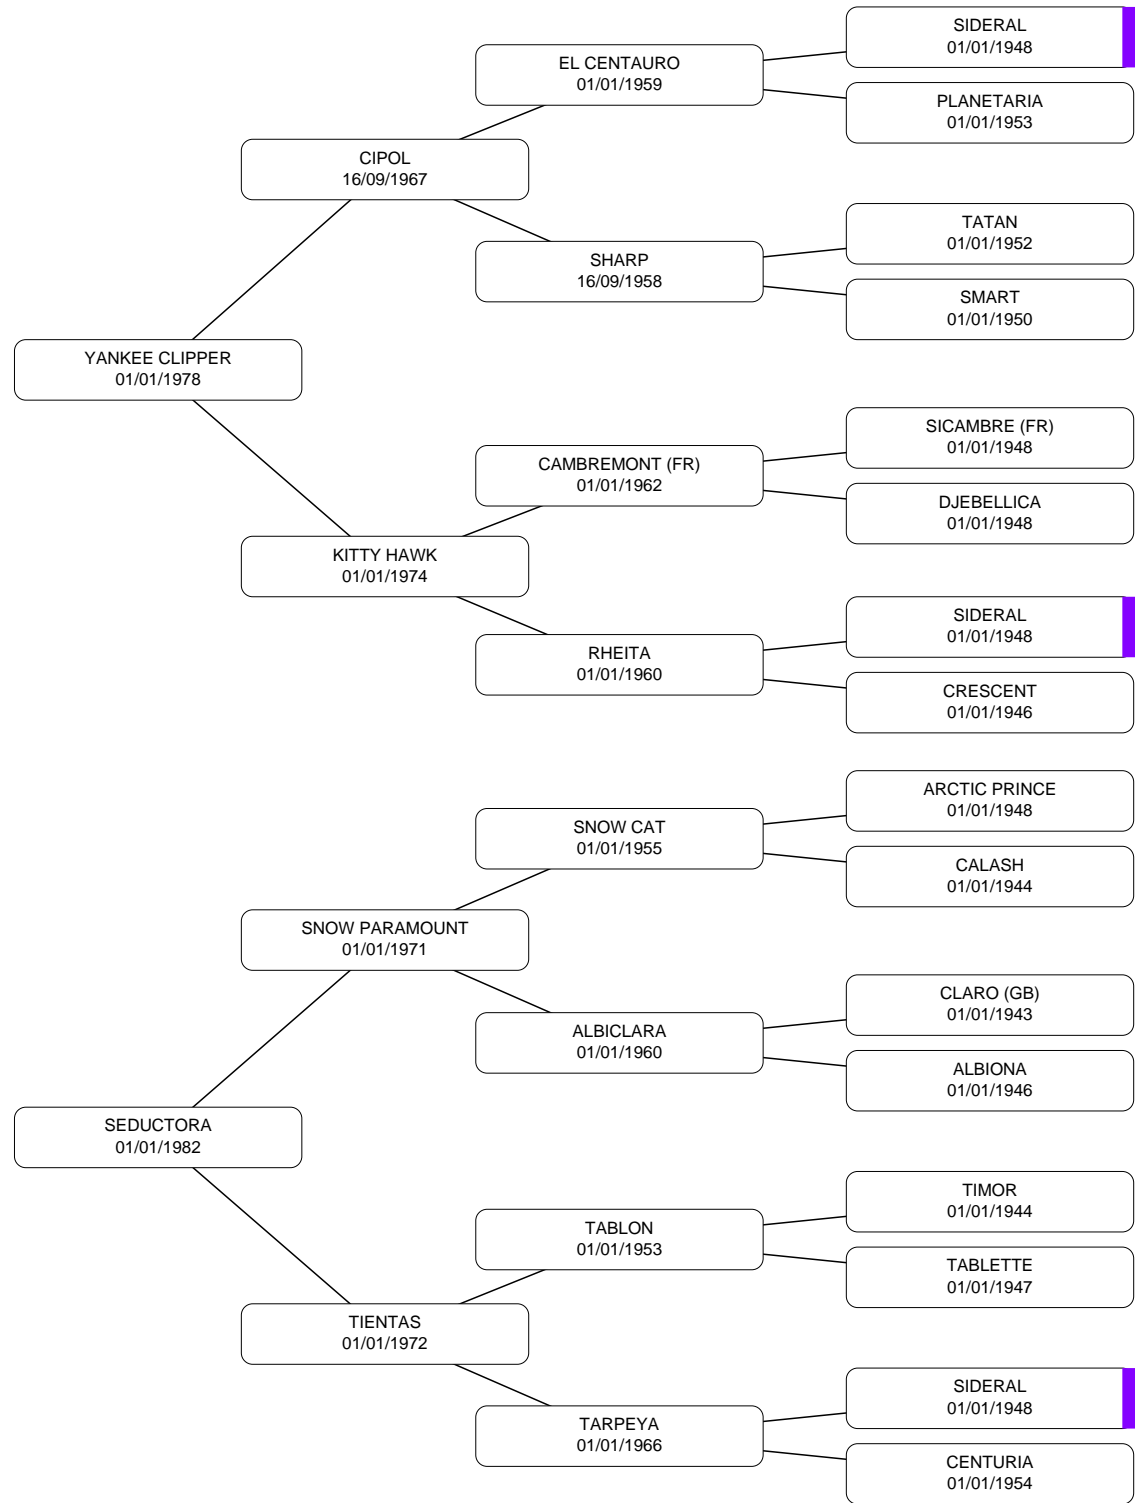 SIDERAL
01/01/1948
EL CENTAURO
01/01/1959
PLANETARIA
01/01/1953
CIPOL
16/09/1967
TATAN
01/01/1952
SHARP
16/09/1958
SMART
01/01/1950
YANKEE CLIPPER
01/01/1978
SICAMBRE (FR)
01/01/1948
CAMBREMONT (FR)
01/01/1962
DJEBELLICA
01/01/1948
KITTY HAWK
01/01/1974
SIDERAL
01/01/1948
RHEITA
01/01/1960
CRESCENT
01/01/1946
ARCTIC PRINCE
01/01/1948
SNOW CAT
01/01/1955
CALASH
01/01/1944
SNOW PARAMOUNT
01/01/1971
CLARO (GB)
01/01/1943
ALBICLARA
01/01/1960
ALBIONA
01/01/1946
SEDUCTORA
01/01/1982
TIMOR
01/01/1944
TABLON
01/01/1953
TABLETTE
01/01/1947
TIENTAS
01/01/1972
SIDERAL
01/01/1948
TARPEYA
01/01/1966
CENTURIA
01/01/1954